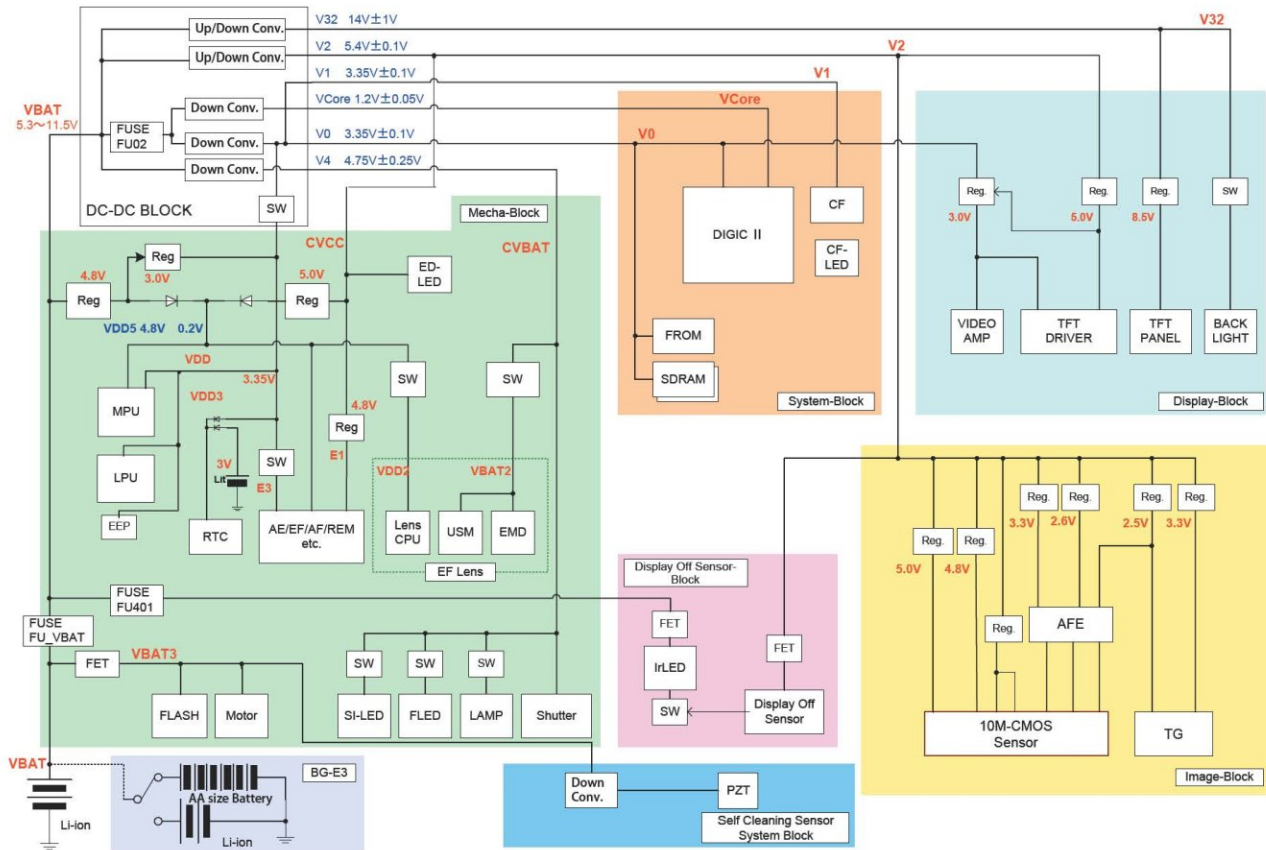 Up/Down Conv.
V32 14V±1V
V32
Up/Down Conv.
V2 5.4V±0.1V
V2
V1 3.35V±0.1V
V1
VBAT
5.3~11.5V
FUSE
FU02
Down Conv.
VCore 1.2V±0.05V
VCore
Down Conv.
V0 3.35V±0.1V
V0
Down Conv.
V4 4.75V±0.25V
DC-DC BLOCK
SW
Mecha-Block
CVCC
CVBAT
4.8V
Reg
Reg
3.0V
5.0V
Reg
ED-
LED
VDD5 4.8V 0.2V
VDD
3.35V
SW
SW
MPU
VDD3
4.8V
Reg
LPU
3V
Lit
SW
E3
E1
VDD2
VBAT2
EEP
RTC
AE/EF/AF/REM
etc.
Lens
CPU
USM
EMD
EF Lens
FUSE
FU401
FUSE
FU_VBAT
FET
VBAT3
SW
SW
SW
FLASH
Motor
SI-LED
FLED
LAMP
Shutter
DIGIC II
CF
CF-
LED
FROM
SDRAM
System-Block
Reg.
3.0V
Reg.
5.0V
Reg.
8.5V
SW
VIDEO
AMP
TFT
DRIVER
TFT
PANEL
BACK
LIGHT
Display-Block
Display Off Sensor-
Block
FET
IrLED
SW
FET
Display Off
Sensor
Reg.
5.0V
Reg.
4.8V
Reg.
Reg.
3.3V
Reg.
2.6V
Reg.
2.5V
Reg.
3.3V
Reg.
AFE
10M-CMOS
Sensor
TG
Image-Block
VBAT
Li-ion
BG-E3
AA size Battery
Li-ion
Down
Conv.
PZT
Self Cleaning Sensor
System Block